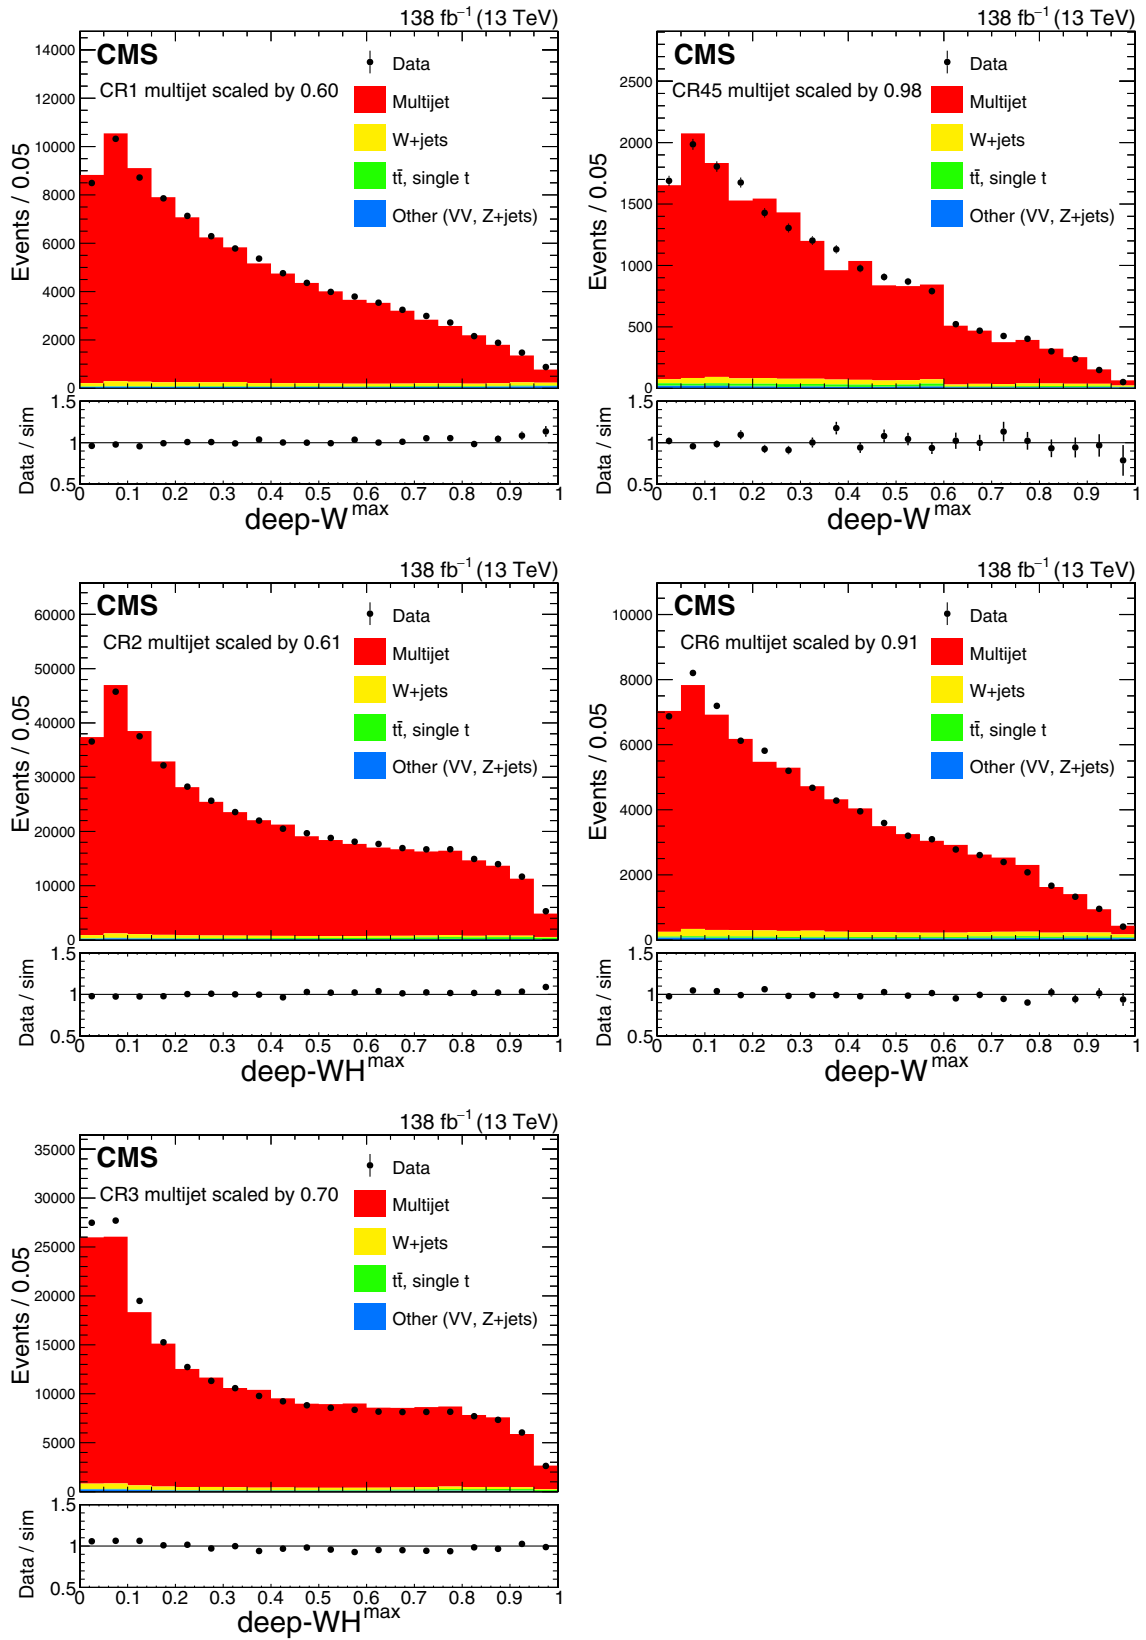 138 fb⁻¹ (13 TeV)
CMS
CR1 multijet scaled by 0.60
Data
Multijet
W+jets
tt̄, single t
Other (VV, Z+jets)
Events / 0.05
14000
12000
10000
8000
6000
4000
2000
0
Data / sim
1.5
1
0.5
0 0.1 0.2 0.3 0.4 0.5 0.6 0.7 0.8 0.9 1
deep-W^max
138 fb⁻¹ (13 TeV)
CMS
CR45 multijet scaled by 0.98
Data
Multijet
W+jets
tt̄, single t
Other (VV, Z+jets)
Events / 0.05
2500
2000
1500
1000
500
0
Data / sim
1.5
1
0.5
0 0.1 0.2 0.3 0.4 0.5 0.6 0.7 0.8 0.9 1
deep-W^max
138 fb⁻¹ (13 TeV)
CMS
CR2 multijet scaled by 0.61
Data
Multijet
W+jets
tt̄, single t
Other (VV, Z+jets)
Events / 0.05
60000
50000
40000
30000
20000
10000
0
Data / sim
1.5
1
0.5
0 0.1 0.2 0.3 0.4 0.5 0.6 0.7 0.8 0.9 1
deep-WH^max
138 fb⁻¹ (13 TeV)
CMS
CR6 multijet scaled by 0.91
Data
Multijet
W+jets
tt̄, single t
Other (VV, Z+jets)
Events / 0.05
10000
8000
6000
4000
2000
0
Data / sim
1.5
1
0.5
0 0.1 0.2 0.3 0.4 0.5 0.6 0.7 0.8 0.9 1
deep-W^max
138 fb⁻¹ (13 TeV)
CMS
CR3 multijet scaled by 0.70
Data
Multijet
W+jets
tt̄, single t
Other (VV, Z+jets)
Events / 0.05
35000
30000
25000
20000
15000
10000
5000
0
Data / sim
1.5
1
0.5
0 0.1 0.2 0.3 0.4 0.5 0.6 0.7 0.8 0.9 1
deep-WH^max